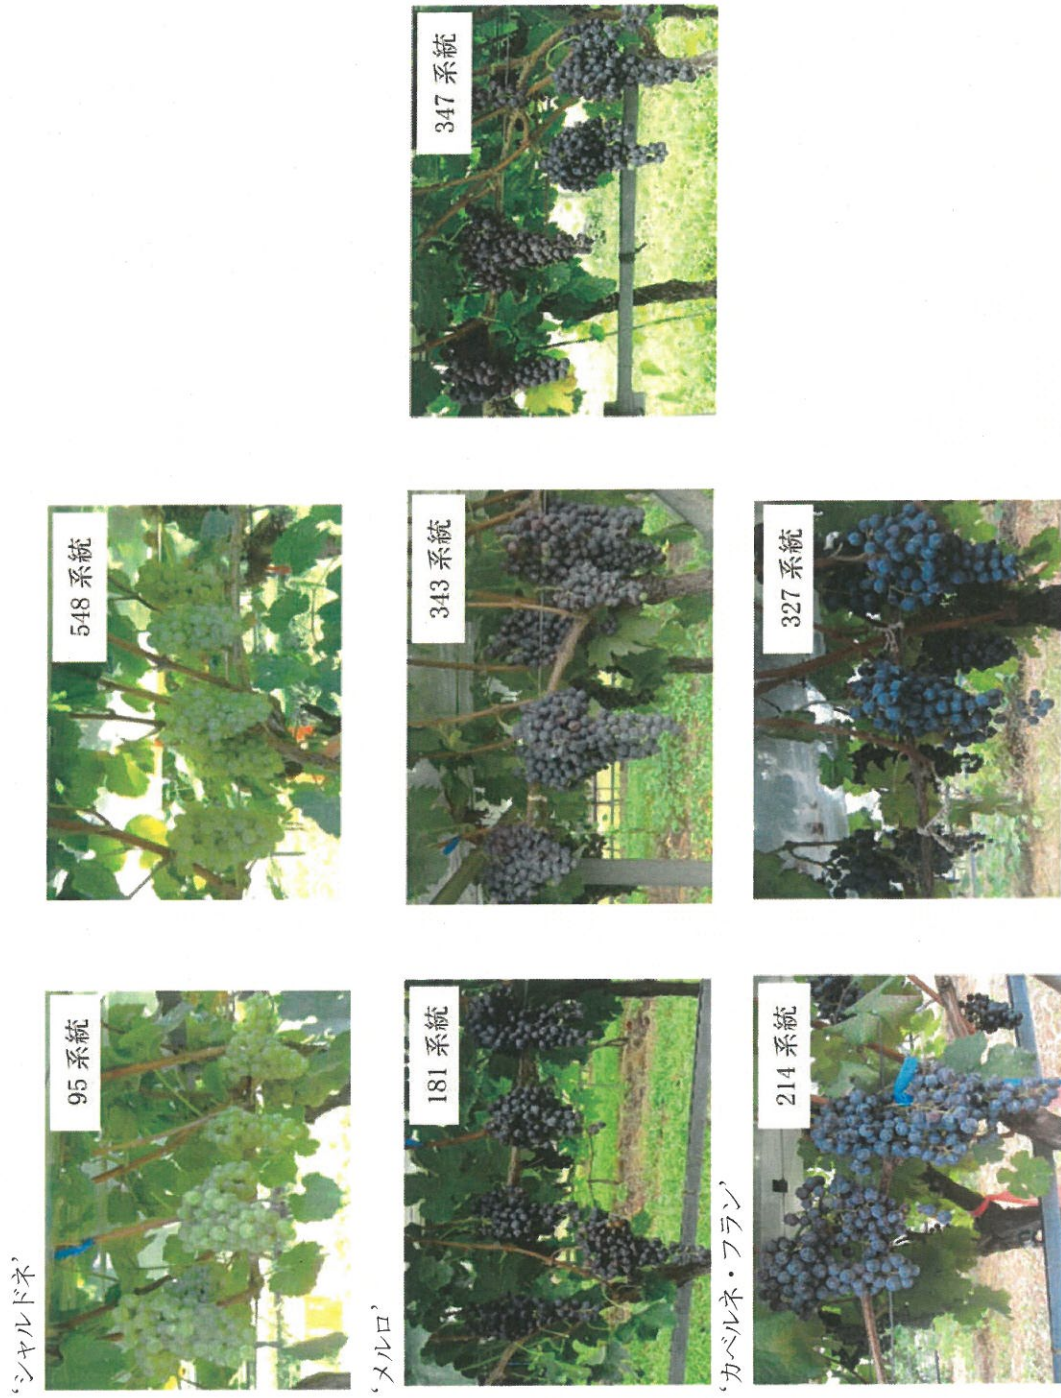 ‘シャルドネ’
95 系統
548 系統
‘メルロ’
181 系統
343 系統
347 系統
‘カベルネ・フラン’
214 系統
327 系統